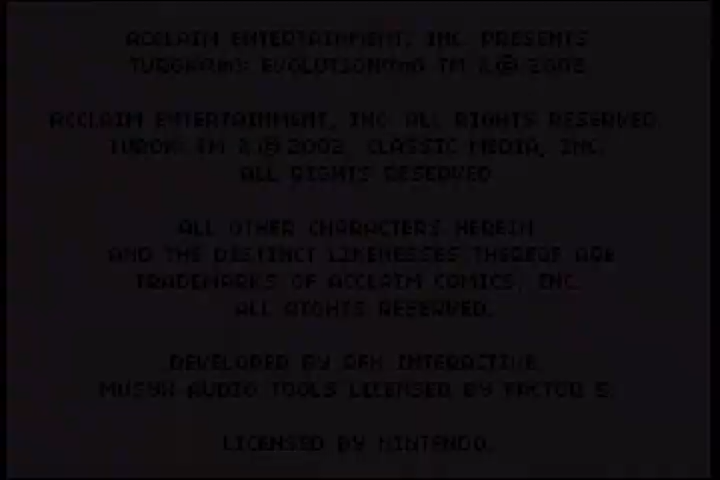 ACCLAIM ENTERTAINMENT, INC. PRESENTS
EVOLUTION TM & © 2002
ACCLAIM ENTERTAINMENT, INC. ALL RIGHTS RESERVED.
TUROK TM & © 2002, CLASSIC MEDIA, INC.
ALL RIGHTS RESERVED
ALL OTHER CHARACTERS HEREIN
AND THE DISTINCT LIKENESSES THEREOF ARE
TRADEMARKS OF ACCLAIM COMICS, INC.
ALL RIGHTS RESERVED.
DEVELOPED BY RFX INTERACTIVE
MUSYX AUDIO TOOLS LICENSED BY FACTOR 5.
LICENSED BY NINTENDO.